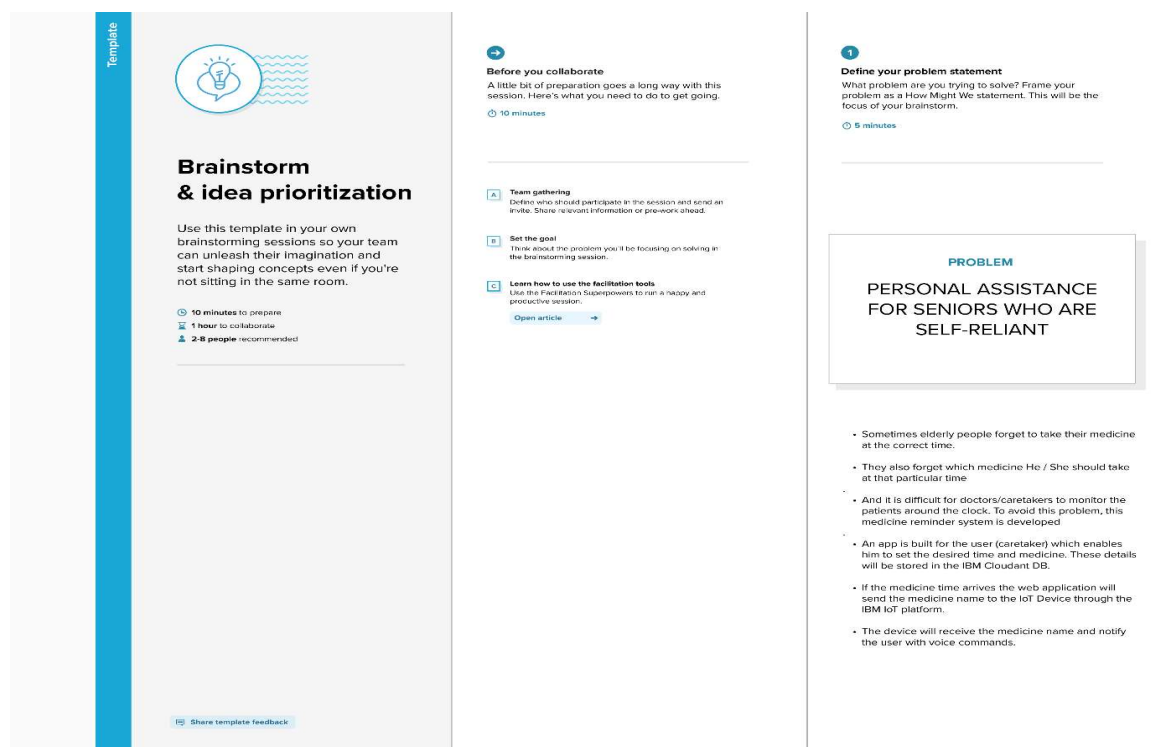 Template
Brainstorm
& idea prioritization
Use this template in your own
brainstorming sessions so your team
can unleash their imagination and
start shaping concepts even if you're
not sitting in the same room.
10 minutes to prepare
1 hour to collaborate
2-8 people recommended
Share template feedback
Before you collaborate
A little bit of preparation goes a long way with this
session. Here's what you need to do to get going.
10 minutes
A
Team gathering
Define who should participate in the session and send an
invite. Share relevant information or pre-work ahead.
B
Set the goal
Think about the problem you'll be focusing on solving in
the brainstorming session.
C
Learn how to use the facilitation tools
Use the Facilitation Superpowers to run a happy and
productive session.
Open article
1
Define your problem statement
What problem are you trying to solve? Frame your
problem as a How Might We statement. This will be the
focus of your brainstorm.
5 minutes
PROBLEM
PERSONAL ASSISTANCE
FOR SENIORS WHO ARE
SELF-RELIANT
• Sometimes elderly people forget to take their medicine
at the correct time.
• They also forget which medicine He / She should take
at that particular time
• And it is difficult for doctors/caretakers to monitor the
patients around the clock. To avoid this problem, this
medicine reminder system is developed
• An app is built for the user (caretaker) which enables
him to set the desired time and medicine. These details
will be stored in the IBM Cloudant DB.
• If the medicine time arrives the web application will
send the medicine name to the IoT Device through the
IBM IoT platform.
• The device will receive the medicine name and notify
the user with voice commands.